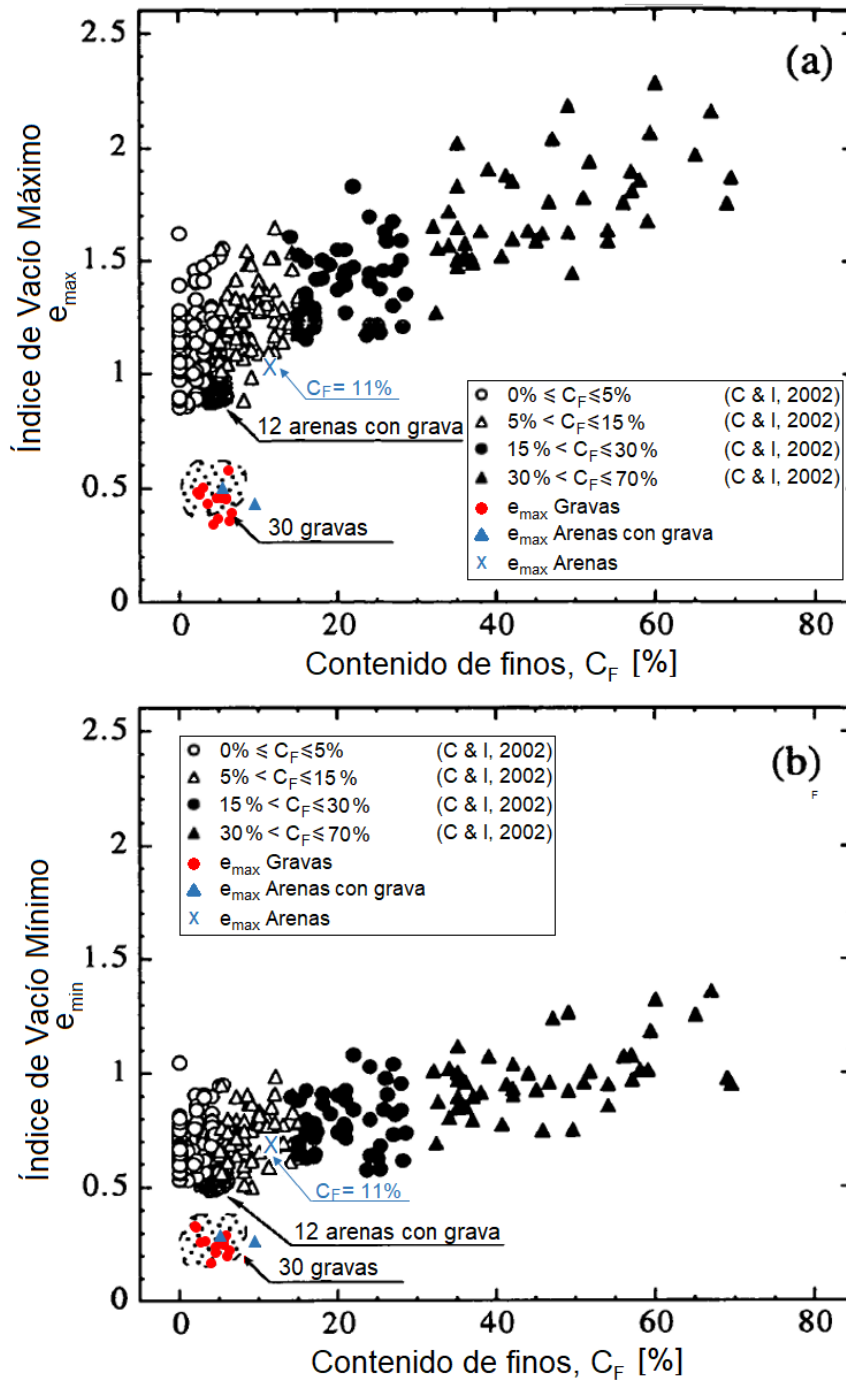 (a)
2.5
2
1.5
1
0.5
0
Índice de Vacío Máximo
e_max
C_F = 11%
12 arenas con grava
30 gravas
0% ≤ C_F ≤ 5% (C & I, 2002)
5% < C_F ≤ 15 % (C & I, 2002)
15 % < C_F ≤ 30 % (C & I, 2002)
30% < C_F ≤ 70% (C & I, 2002)
e_max Gravas
e_max Arenas con grava
X e_max Arenas
0 20 40 60 80
Contenido de finos, C_F [%]
(b)
F
2.5
2
1.5
1
0.5
0
Índice de Vacío Mínimo
e_min
0% ≤ C_F ≤ 5% (C & I, 2002)
5% < C_F ≤ 15 % (C & I, 2002)
15 % < C_F ≤ 30 % (C & I, 2002)
30% < C_F ≤ 70% (C & I, 2002)
e_max Gravas
e_max Arenas con grava
X e_max Arenas
C_F = 11%
12 arenas con grava
30 gravas
0 20 40 60 80
Contenido de finos, C_F [%]